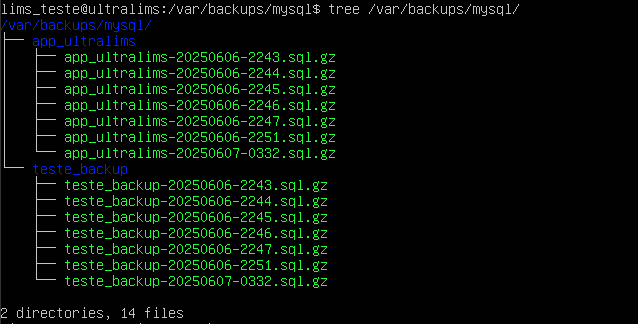 lims_teste@ultralims:/var/backups/mysql$ tree /var/backups/mysql/
/var/backups/mysql/
├── app_ultralims
│   ├── app_ultralims-20250606-2243.sql.gz
│   ├── app_ultralims-20250606-2244.sql.gz
│   ├── app_ultralims-20250606-2245.sql.gz
│   ├── app_ultralims-20250606-2246.sql.gz
│   ├── app_ultralims-20250606-2247.sql.gz
│   ├── app_ultralims-20250606-2251.sql.gz
│   └── app_ultralims-20250607-0332.sql.gz
└── teste_backup
    ├── teste_backup-20250606-2243.sql.gz
    ├── teste_backup-20250606-2244.sql.gz
    ├── teste_backup-20250606-2245.sql.gz
    ├── teste_backup-20250606-2246.sql.gz
    ├── teste_backup-20250606-2247.sql.gz
    ├── teste_backup-20250606-2251.sql.gz
    └── teste_backup-20250607-0332.sql.gz
2 directories, 14 files